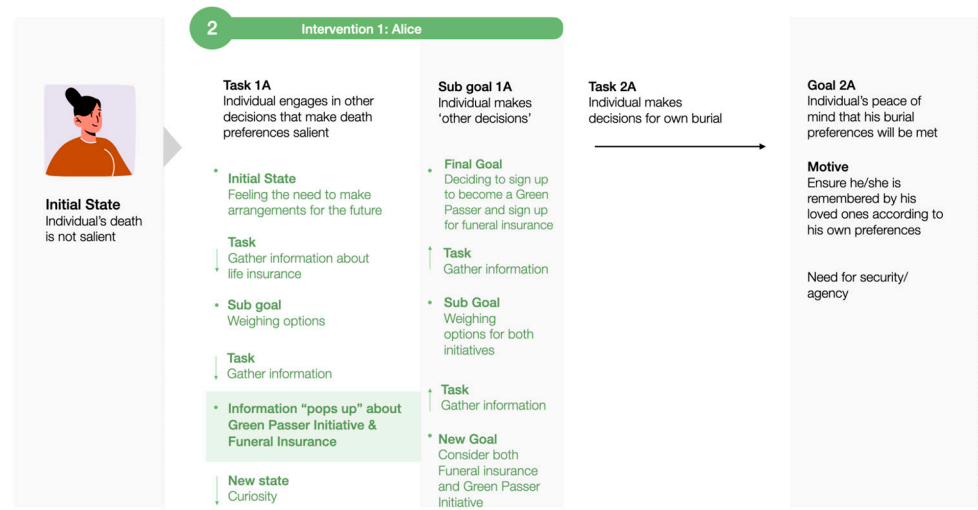 2
Intervention 1: Alice
Initial State
Individual's death
is not salient
Task 1A
Individual engages in other
decisions that make death
preferences salient
Initial State
Feeling the need to make
arrangements for the future
Task
Gather information about
life insurance
Sub goal
Weighing options
Task
Gather information
Information “pops up” about
Green Passer Initiative &
Funeral Insurance
New state
Curiosity
Sub goal 1A
Individual makes
‘other decisions’
Final Goal
Deciding to sign up
to become a Green
Passer and sign up
for funeral insurance
Task
Gather information
Sub Goal
Weighing
options for both
initiatives
Task
Gather information
New Goal
Consider both
Funeral insurance
and Green Passer
Initiative
Task 2A
Individual makes
decisions for own burial
Goal 2A
Individual's peace of
mind that his burial
preferences will be met
Motive
Ensure he/she is
remembered by his
loved ones according to
his own preferences
Need for security/
agency